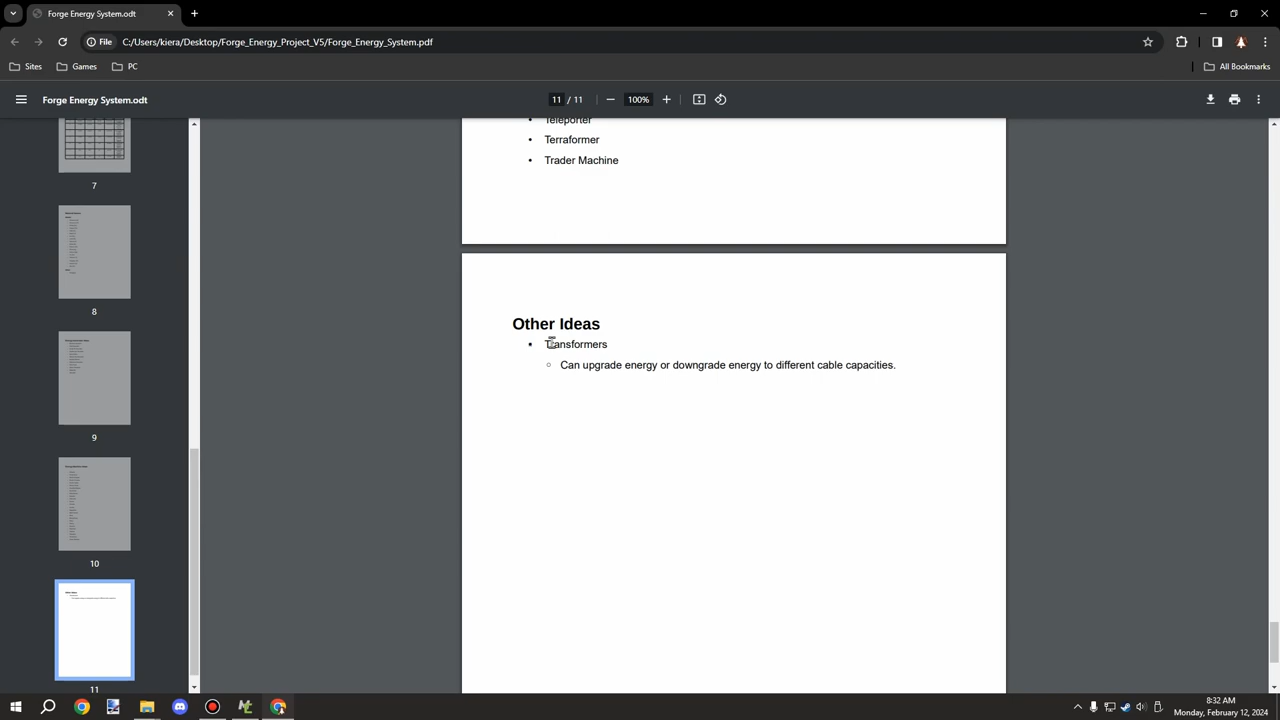 Forge Energy System.odt
File
C:/Users/kiera/Desktop/Forge_Energy_Project_V5/Forge_Energy_System.pdf
Sites
Games
PC
All Bookmarks
Forge Energy System.odt
11 / 11
100%
7
8
9
10
11
• Teleporter
• Terraformer
• Trader Machine
Other Ideas
• Transformers
◦ Can upgrade energy or downgrade energy to different cable capacities.
8:32 AM
Monday, February 12, 2024